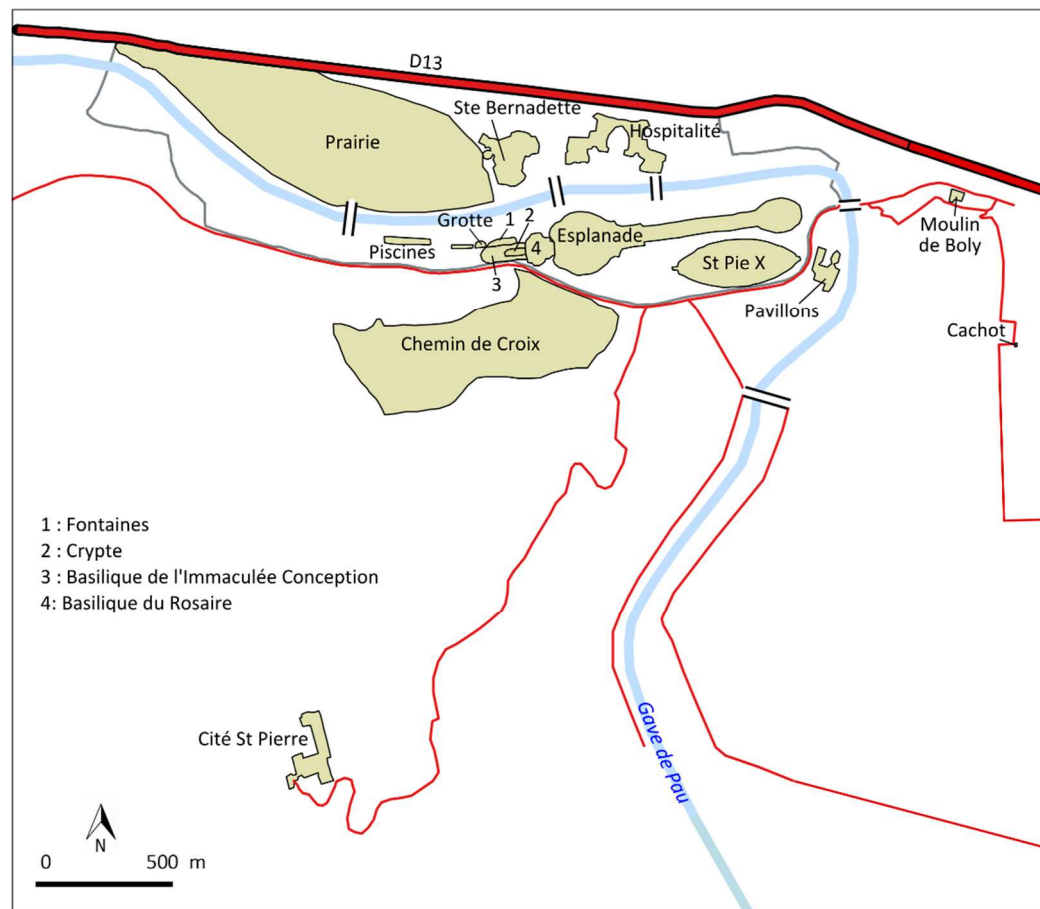 D13
Ste Bernadette
Hospitalité
Prairie
Grotte
1
2
Piscines
4
Esplanade
3
St Pie X
Moulin
de Boly
Pavillons
Cachot
Chemin de Croix
1 : Fontaines
2 : Crypte
3 : Basilique de l'Immaculée Conception
4: Basilique du Rosaire
Cité St Pierre
Gave de Pau
N
0 500 m